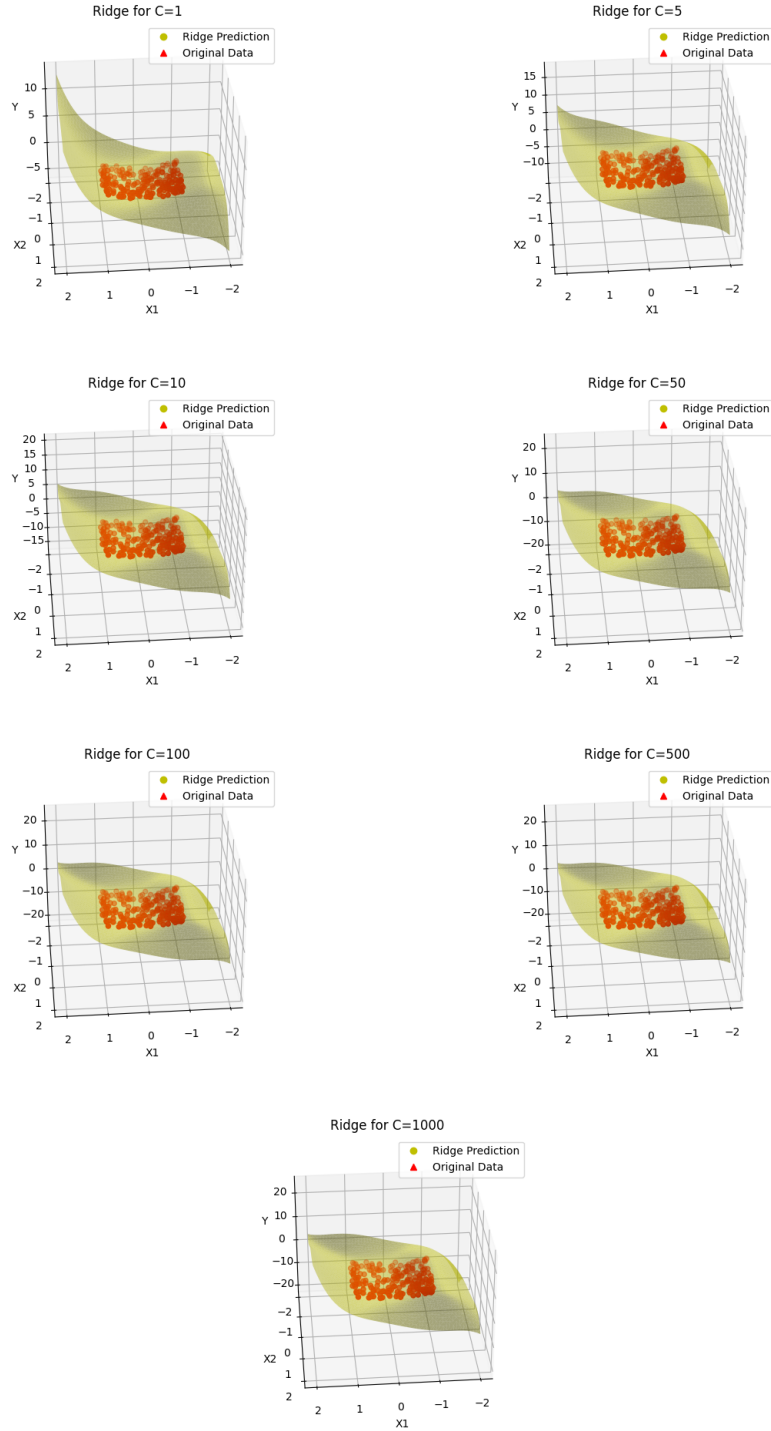 Ridge for C=1
Ridge Prediction
Original Data
10
5
0
−5
Y
−2
−1
0
1
2
X2
2
1
0
−1
−2
X1
Ridge for C=5
Ridge Prediction
Original Data
15
10
5
0
−5
−10
Y
−2
−1
0
1
2
X2
2
1
0
−1
−2
X1
Ridge for C=10
Ridge Prediction
Original Data
20
15
10
5
0
−5
−10
−15
Y
−2
−1
0
1
2
X2
2
1
0
−1
−2
X1
Ridge for C=50
Ridge Prediction
Original Data
20
10
0
−10
−20
Y
−2
−1
0
1
2
X2
2
1
0
−1
−2
X1
Ridge for C=100
Ridge Prediction
Original Data
20
10
0
−10
−20
Y
−2
−1
0
1
2
X2
2
1
0
−1
−2
X1
Ridge for C=500
Ridge Prediction
Original Data
20
10
0
−10
−20
Y
−2
−1
0
1
2
X2
2
1
0
−1
−2
X1
Ridge for C=1000
Ridge Prediction
Original Data
20
10
0
−10
−20
Y
−2
−1
0
1
2
X2
2
1
0
−1
−2
X1